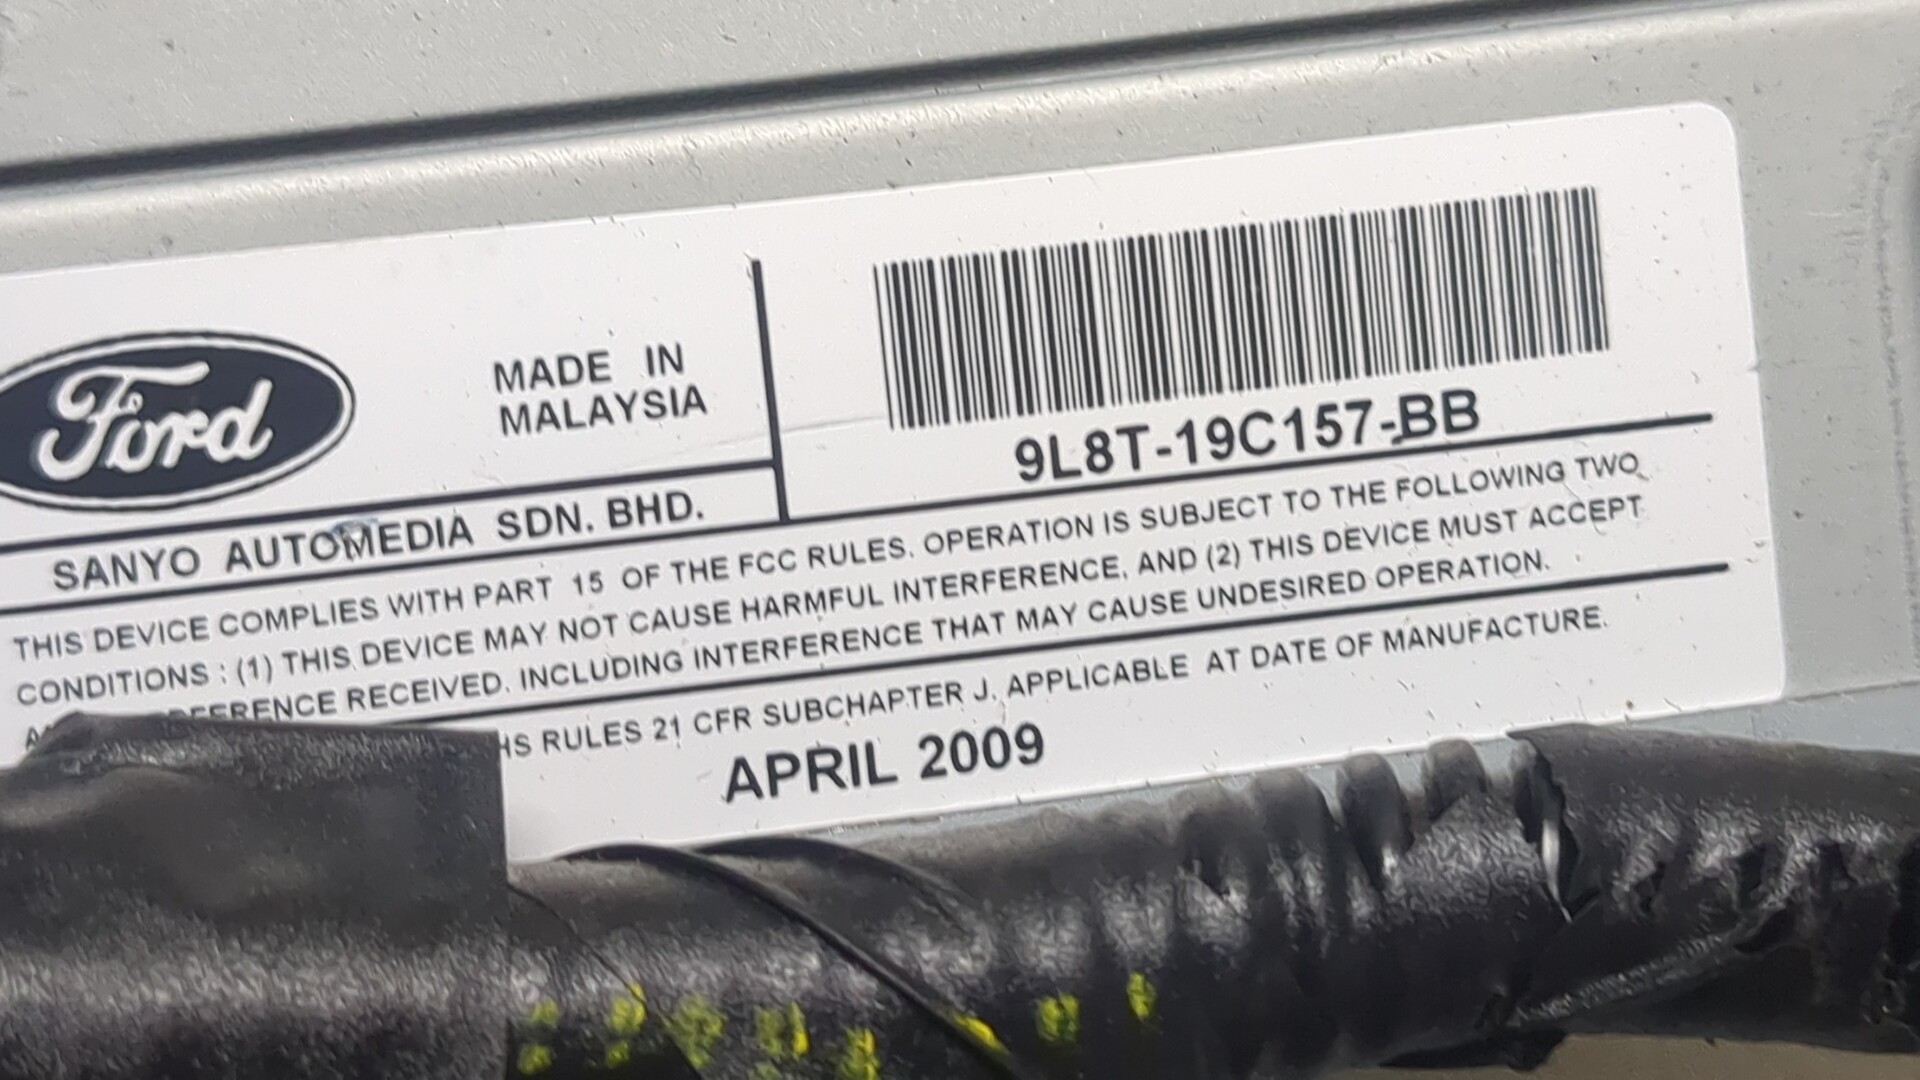 Ford
MADE IN
MALAYSIA
9L8T-19C157-BB
SANYO AUTOMEDIA SDN. BHD.
THIS DEVICE COMPLIES WITH PART 15 OF THE FCC RULES. OPERATION IS SUBJECT TO THE FOLLOWING TWO
CONDITIONS : (1) THIS DEVICE MAY NOT CAUSE HARMFUL INTERFERENCE, AND (2) THIS DEVICE MUST ACCEPT
RECEIVED, INCLUDING INTERFERENCE THAT MAY CAUSE UNDESIRED OPERATION.
RULES 21 CFR SUBCHAPTER J, APPLICABLE AT DATE OF MANUFACTURE.
APRIL 2009